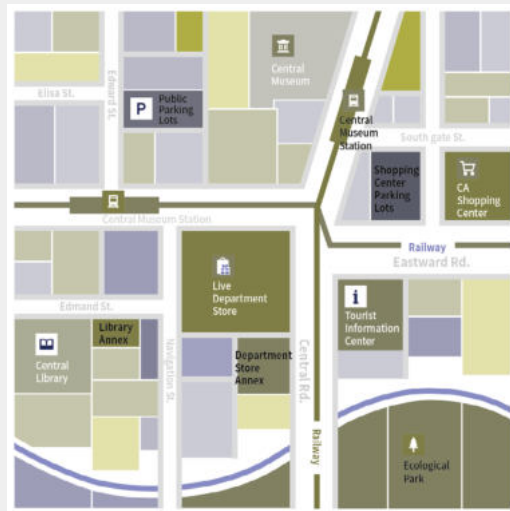 Elisa St.
Edward St.
P
Public
Parking
Lots
Central
Museum
Central
Museum
Station
South gate St.
Shopping
Center
Parking
Lots
CA
Shopping
Center
Central Museum Station
Railway
Eastward Rd.
Edmand St.
Live
Department
Store
i
Tourist
Information
Center
Library
Annex
Central
Library
Navigation St.
Department
Store
Annex
Central Rd.
Railway
Ecological
Park